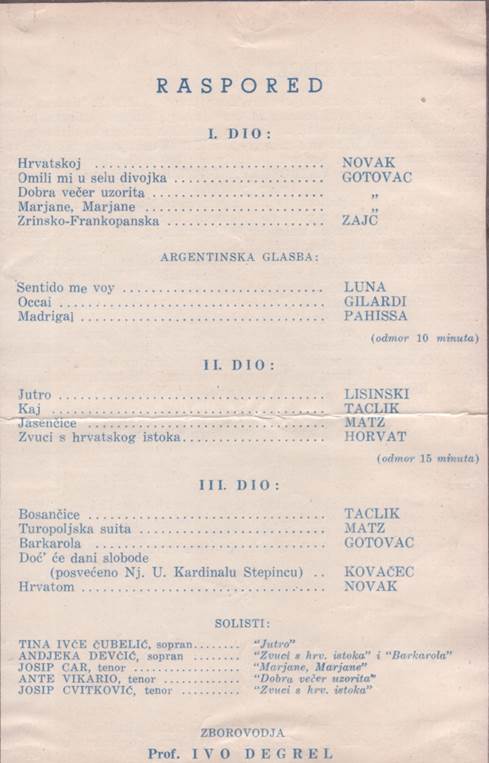 RASPORED
I. DIO:
Hrvatskoj ................................ NOVAK
Omili mi u selu divojka ....................... GOTOVAC
Dobra večer uzorita ......................... „
Marjane, Marjane ......................... „
Zrinsko-Frankopanska ....................... ZAJC
ARGENTINSKA GLASBA:
Sentido me voy ............................. LUNA
Occai ..................................... GILARDI
Madrigal ................................... PAHISSA
(odmor 10 minuta)
II. DIO:
Jutro ...................................... LISINSKI
Kaj ....................................... TACLIK
Jasenčice .................................. MATZ
Zvuci s hrvatskog istoka..................... HORVAT
(odmor 15 minuta)
III. DIO:
Bosančice .................................. TACLIK
Turopoljska suita ........................... MATZ
Barkarola ................................. GOTOVAC
Doć' će dani slobode
(posvećeno Nj. U. Kardinalu Stepincu) .. KOVAČEC
Hrvatom ................................... NOVAK
SOLISTI:
TINA IVČE ČUBELIĆ, sopran........ "Jutro"
ANDJEKA DEVČIĆ, sopran ........ "Zvuci s hrv. istoka" i "Barkarola"
JOSIP CAR, tenor ................. "Marjane, Marjane"
ANTE VIKARIO, tenor ............. "Dobra večer uzorita"
JOSIP CVITKOVIĆ, tenor .......... "Zvuci s hrv. istoka"
ZBOROVODJA
Prof. IVO DEGREL